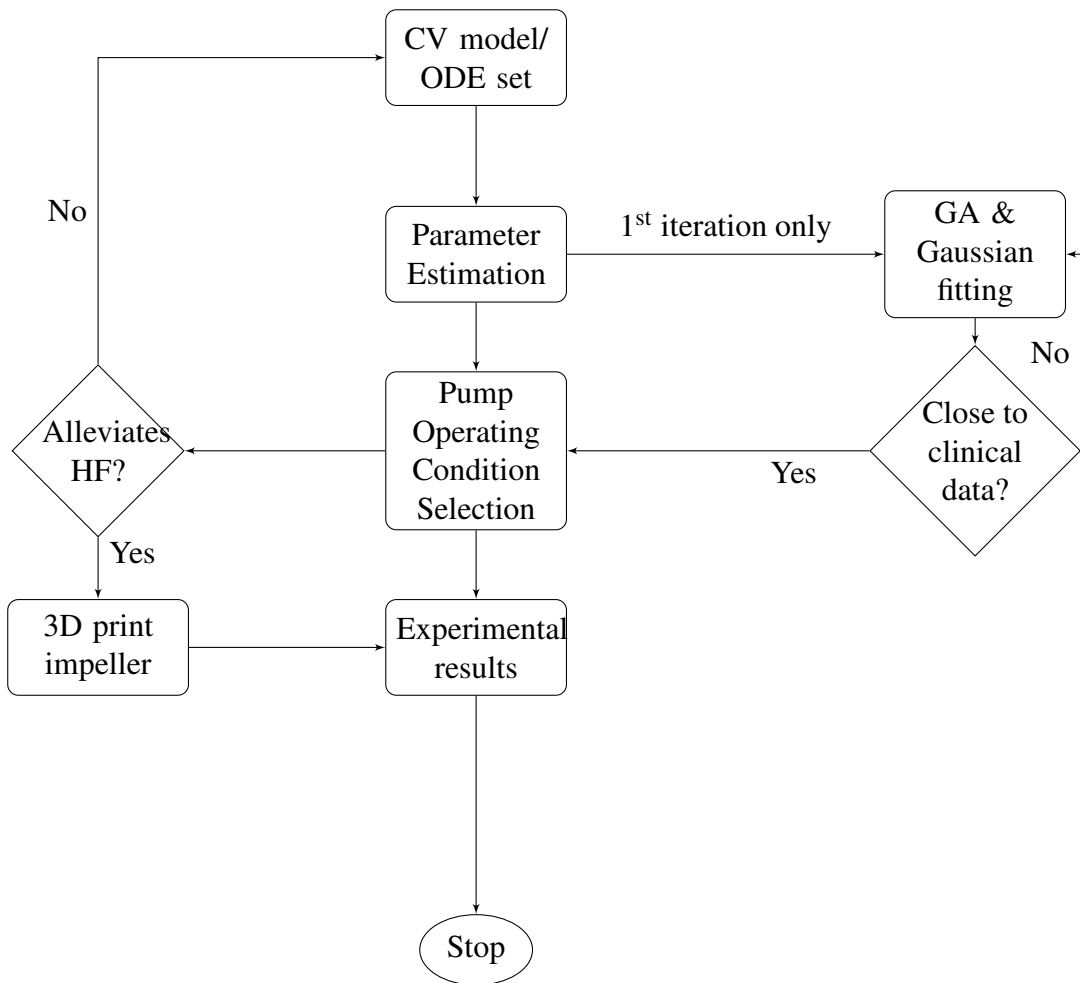 CV model/
ODE set
No
Parameter
Estimation
1st iteration only
GA &
Gaussian
fitting
No
Alleviates
HF?
Pump
Operating
Condition
Selection
Yes
Close to
clinical
data?
Yes
3D print
impeller
Experimental
results
Stop